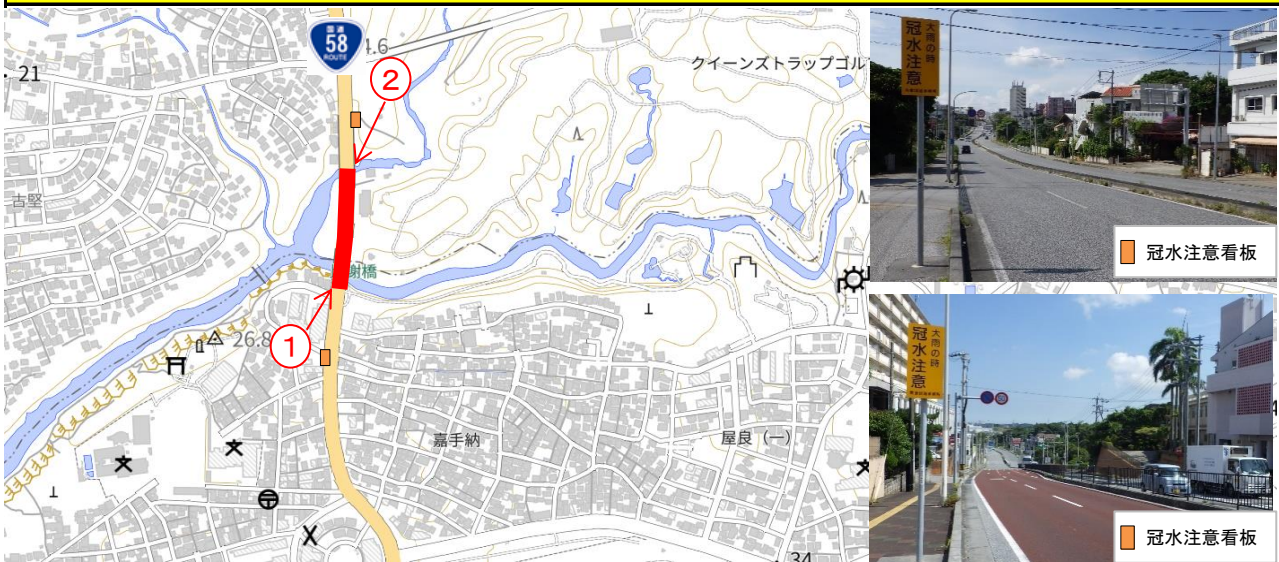 国道
58
ROUTE
4.6
②
21
クイーンズトラップゴル
古堅
謝橋
①
26.8
嘉手納
屋良（一）
34
大雨の時
冠水注意
冠水注意看板
大雨の時
冠水注意
冠水注意看板